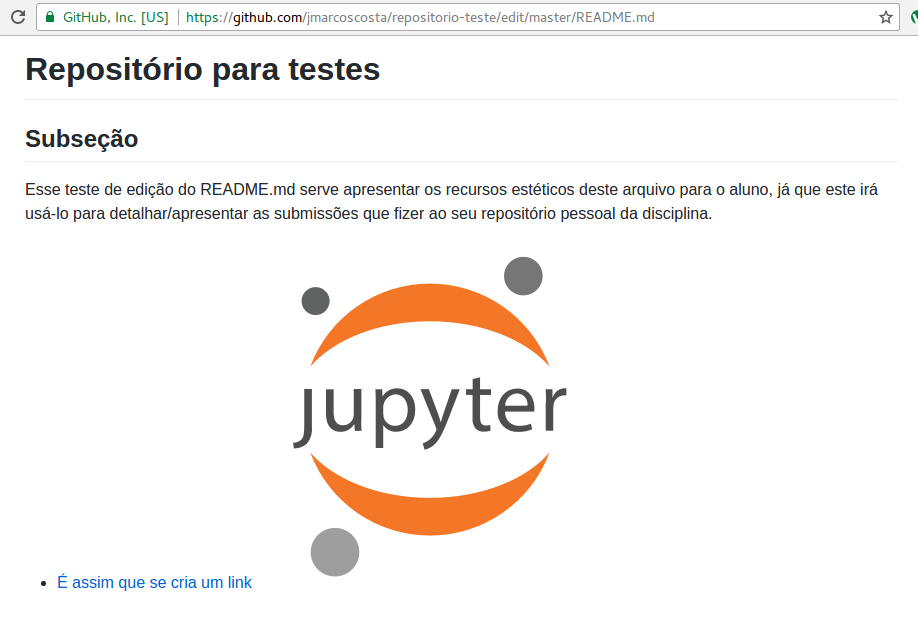 GitHub, Inc. [US] https://github.com/jmarcoscosta/repositorio-teste/edit/master/README.md
Repositório para testes
Subseção
Esse teste de edição do README.md serve apresentar os recursos estéticos deste arquivo para o aluno, já que este irá
usá-lo para detalhar/apresentar as submissões que fizer ao seu repositório pessoal da disciplina.
jupyter
É assim que se cria um link